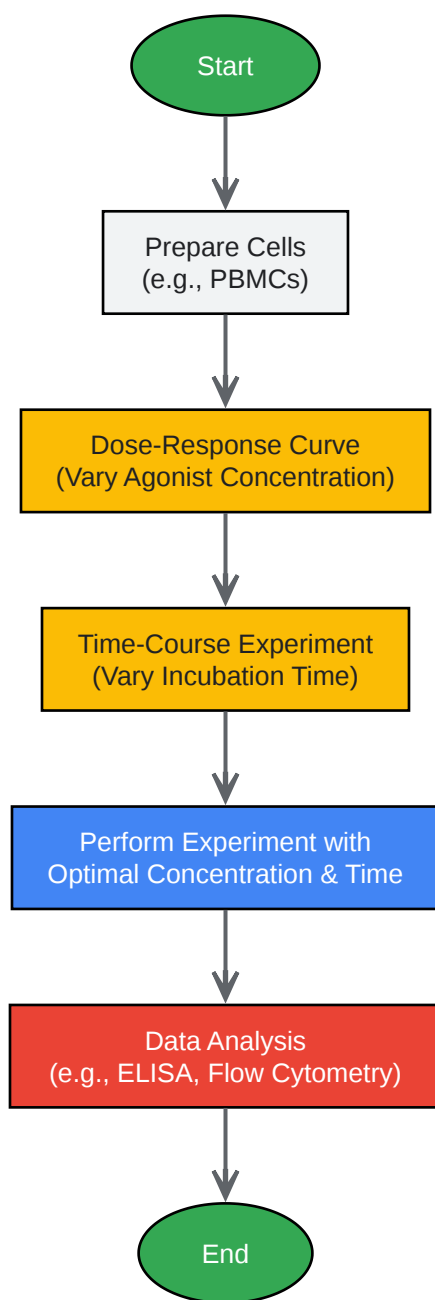 Start
Prepare Cells
(e.g., PBMCs)
Dose-Response Curve
(Vary Agonist Concentration)
Time-Course Experiment
(Vary Incubation Time)
Perform Experiment with
Optimal Concentration & Time
Data Analysis
(e.g., ELISA, Flow Cytometry)
End